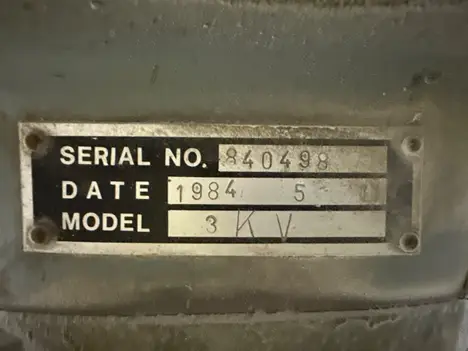 SERIAL NO. 840498
DATE 1984 5
MODEL 3KV